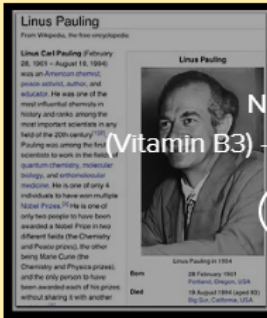 Linus Pauling
From Wikipedia, the free encyclopedia
Linus Carl Pauling (February
28, 1901 – August 19, 1994)
was an American chemist,
peace activist, author, and
educator. He was one of the
most influential chemists in
history and ranks among the
most important scientists in any
field of the 20th century.
Pauling was among the first
scientists to work in the fields of
quantum chemistry, molecular
biology, and orthomolecular
medicine. He is one of only 4
individuals to have won multiple
Nobel Prizes. He is one of
only two people to have been
awarded a Nobel Prize in two
different fields (the Chemistry
and Peace prizes), the other
being Marie Curie (the
Chemistry and Physics prizes),
and the only person to have
been awarded each of his prizes
without sharing it with another
Linus Pauling
N
(Vitamin B3) -
(
Linus Pauling in 1954
Born 28 February 1901
Portland, Oregon, USA
Died 19 August 1994 (aged 93)
Big Sur, California, USA